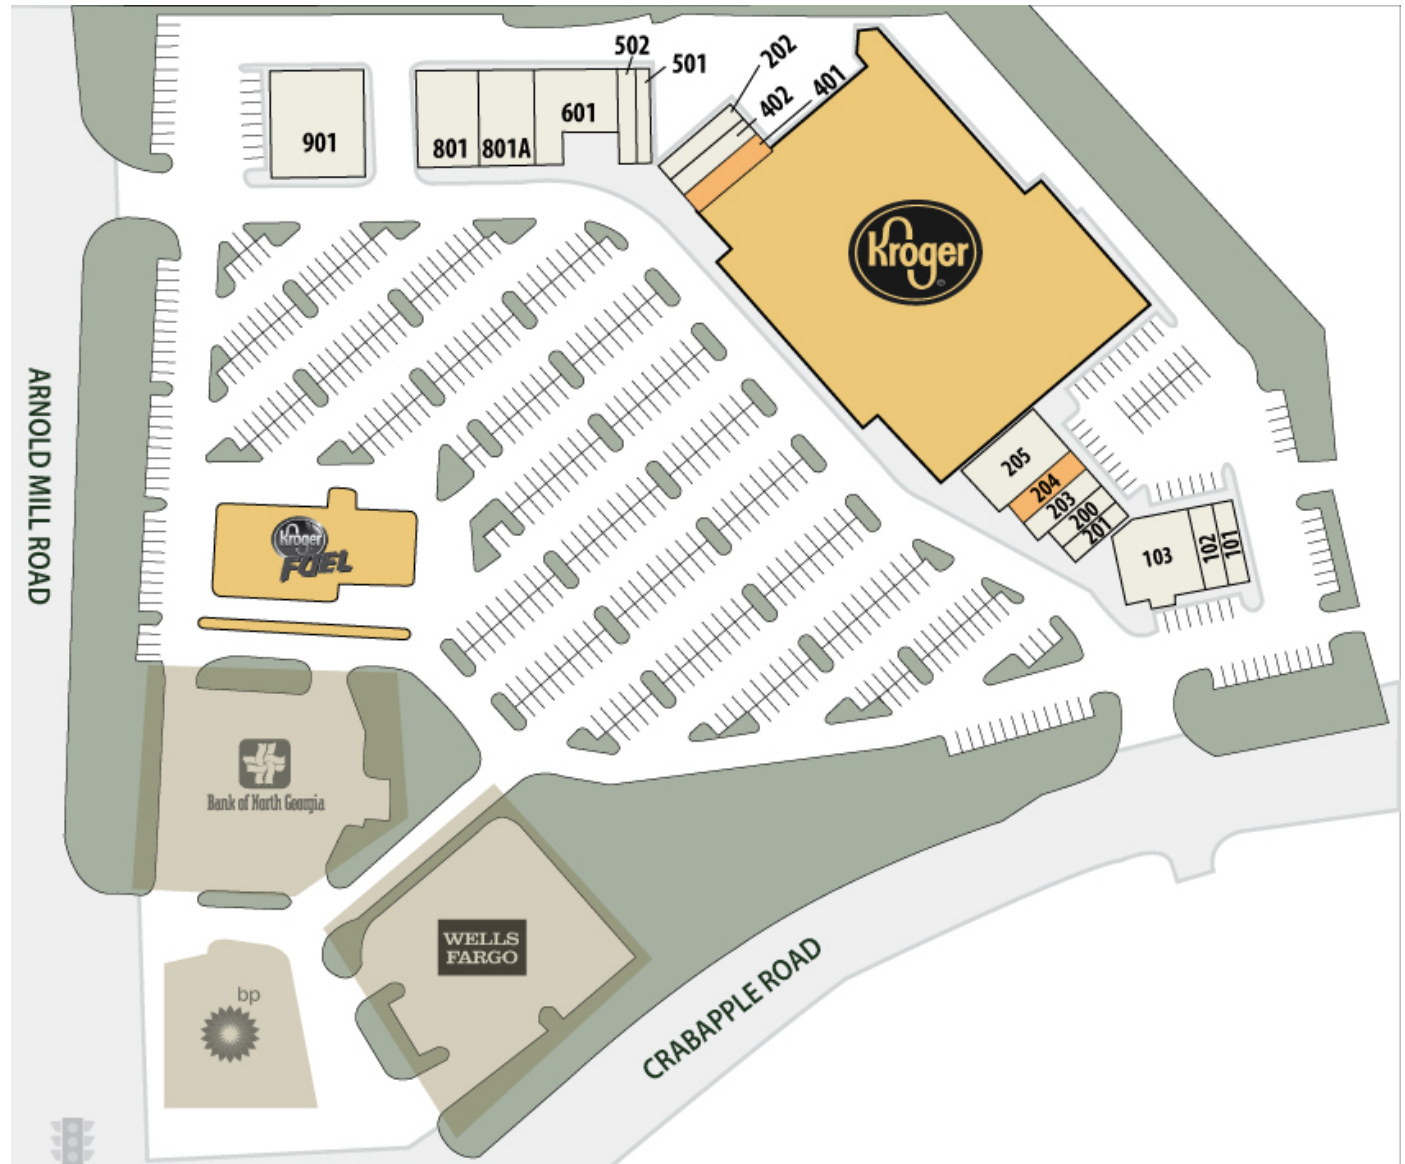 502
501
202
402
401
901
801
801A
601
Kroger
ARNOLD MILL ROAD
205
204
203
200
201
103
102
101
Kroger
FUEL
Bank of North Georgia
WELLS
FARGO
bp
CRABAPPLE ROAD